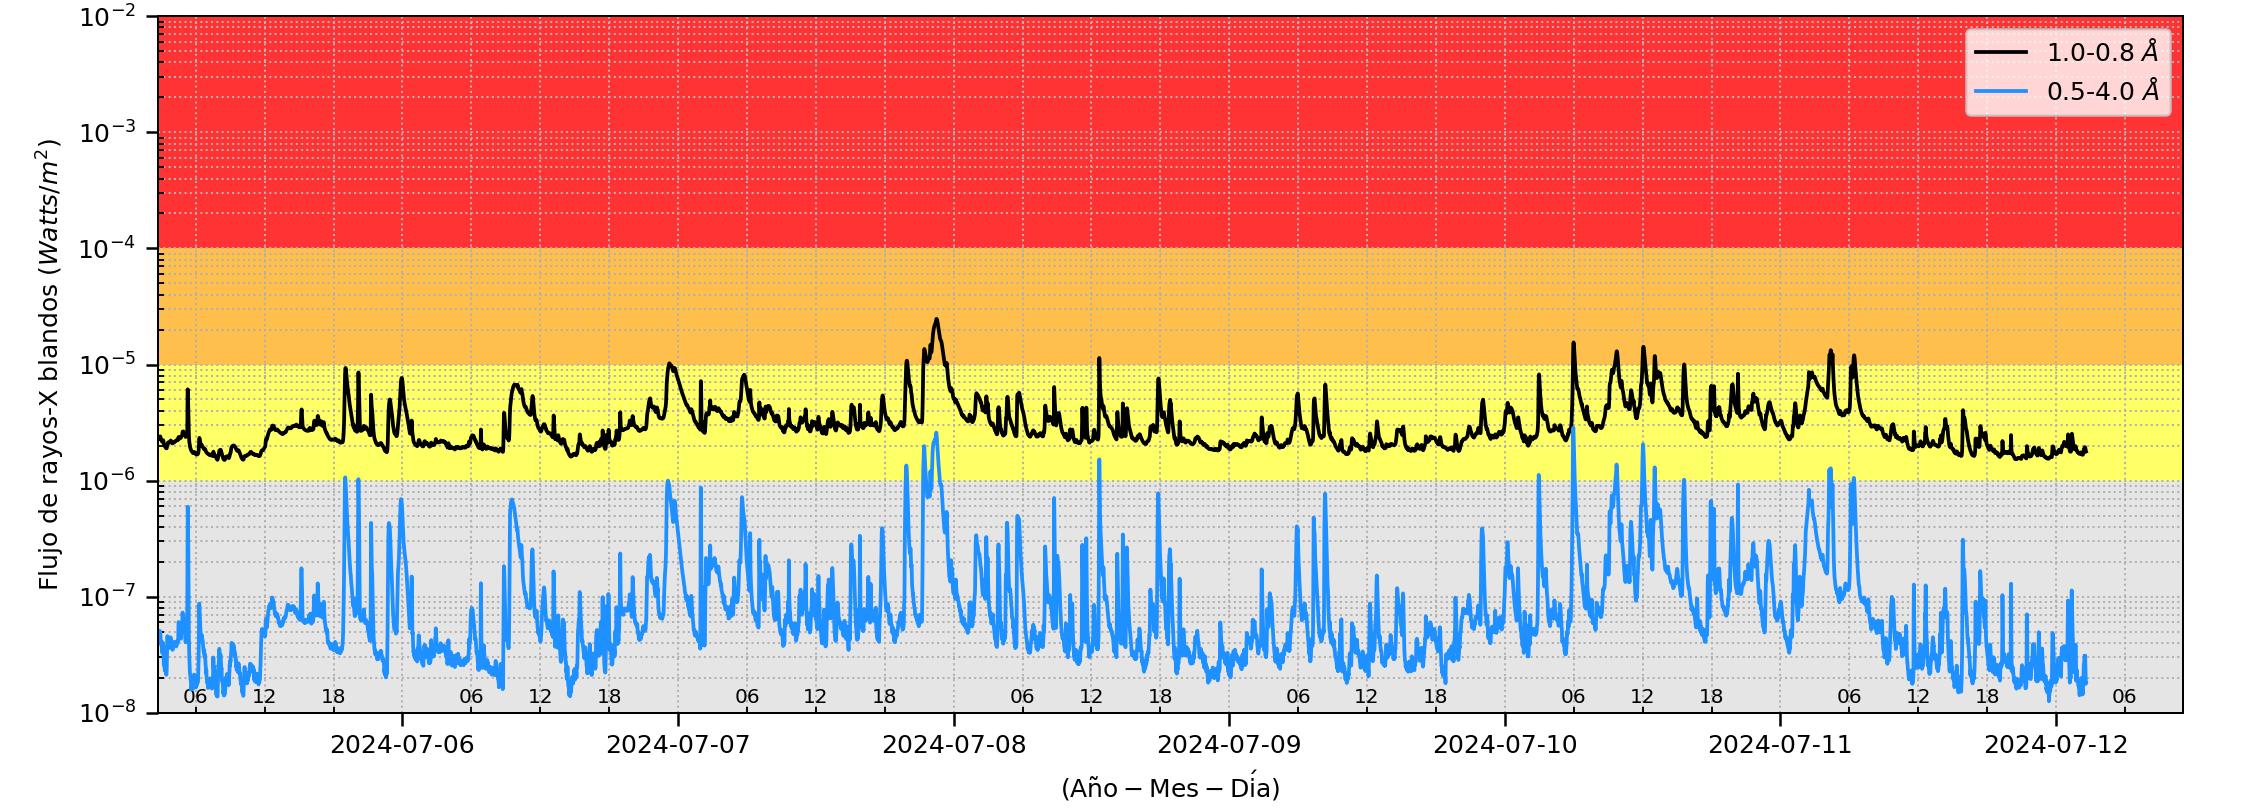 Flujo de rayos-X blandos (Watts/m²)
10⁻²
10⁻³
10⁻⁴
10⁻⁵
10⁻⁶
10⁻⁷
10⁻⁸
1.0-0.8 Å
0.5-4.0 Å
06 12 18 06 12 18 06 12 18 06 12 18 06 12 18 06 12 18 06 12 18 06
2024-07-06 2024-07-07 2024-07-08 2024-07-09 2024-07-10 2024-07-11 2024-07-12
(Año − Mes − Día)